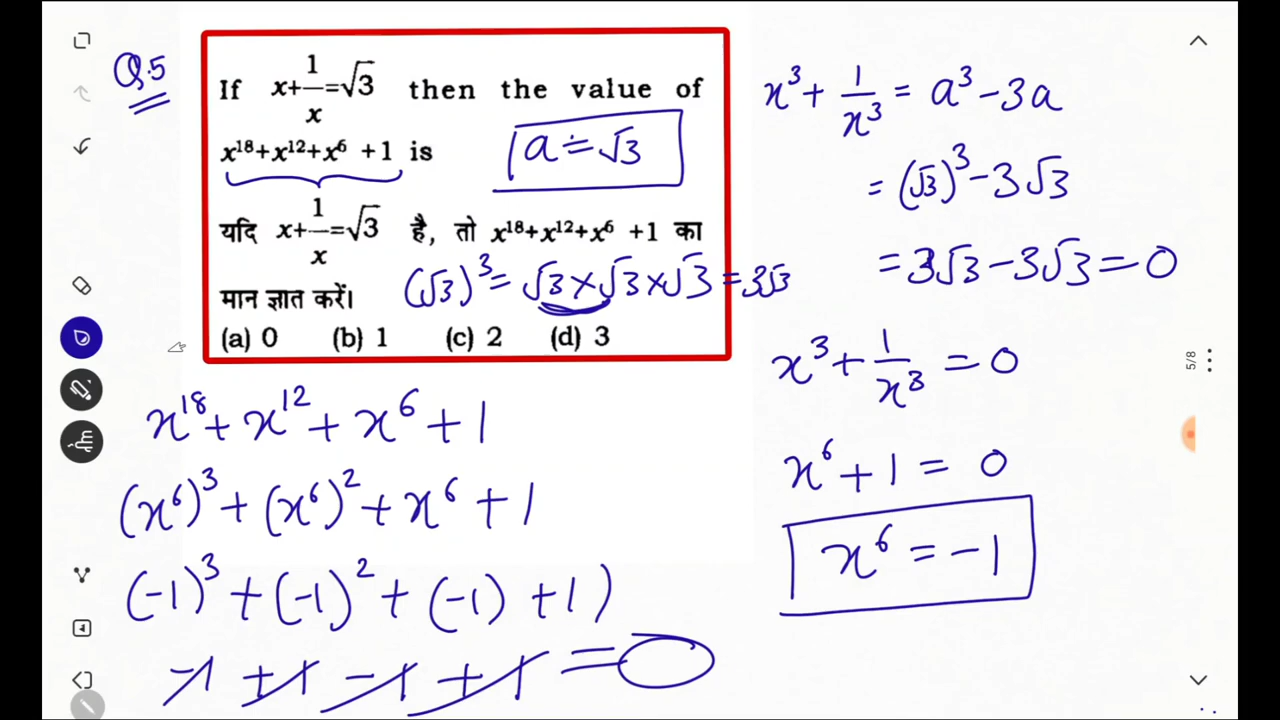 Q.5
If x+1/x=√3 then the value of
x¹⁸+x¹²+x⁶ +1 is
a = √3
यदि x+1/x=√3 है, तो x¹⁸+x¹²+x⁶ +1 का
मान ज्ञात करें।
(√3)³ = √3 × √3 × √3 = 3√3
(a) 0 (b) 1 (c) 2 (d) 3
x¹⁸ + x¹² + x⁶ + 1
(x⁶)³ + (x⁶)² + x⁶ + 1
(-1)³ + (-1)² + (-1) + 1)
-1 + 1 - 1 + 1 = 0
x³ + 1/x³ = a³ - 3a
= (√3)³ - 3√3
= 3√3 - 3√3 = 0
x³ + 1/x³ = 0
x⁶ + 1 = 0
x⁶ = -1
5/8